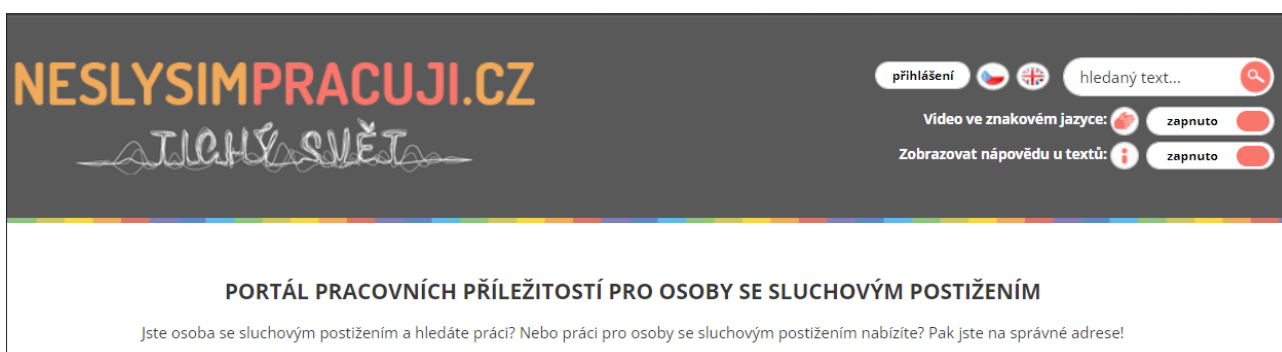 NESLYSIMPRACUJI.CZ
TICHÝ SVĚT
přihlášení
hledaný text...
Video ve znakovém jazyce: zapnuto
Zobrazovat nápovědu u textů: zapnuto
PORTÁL PRACOVNÍCH PŘÍLEŽITOSTÍ PRO OSOBY SE SLUCHOVÝM POSTIŽENÍM
Jste osoba se sluchovým postižením a hledáte práci? Nebo práci pro osoby se sluchovým postižením nabízíte? Pak jste na správné adrese!